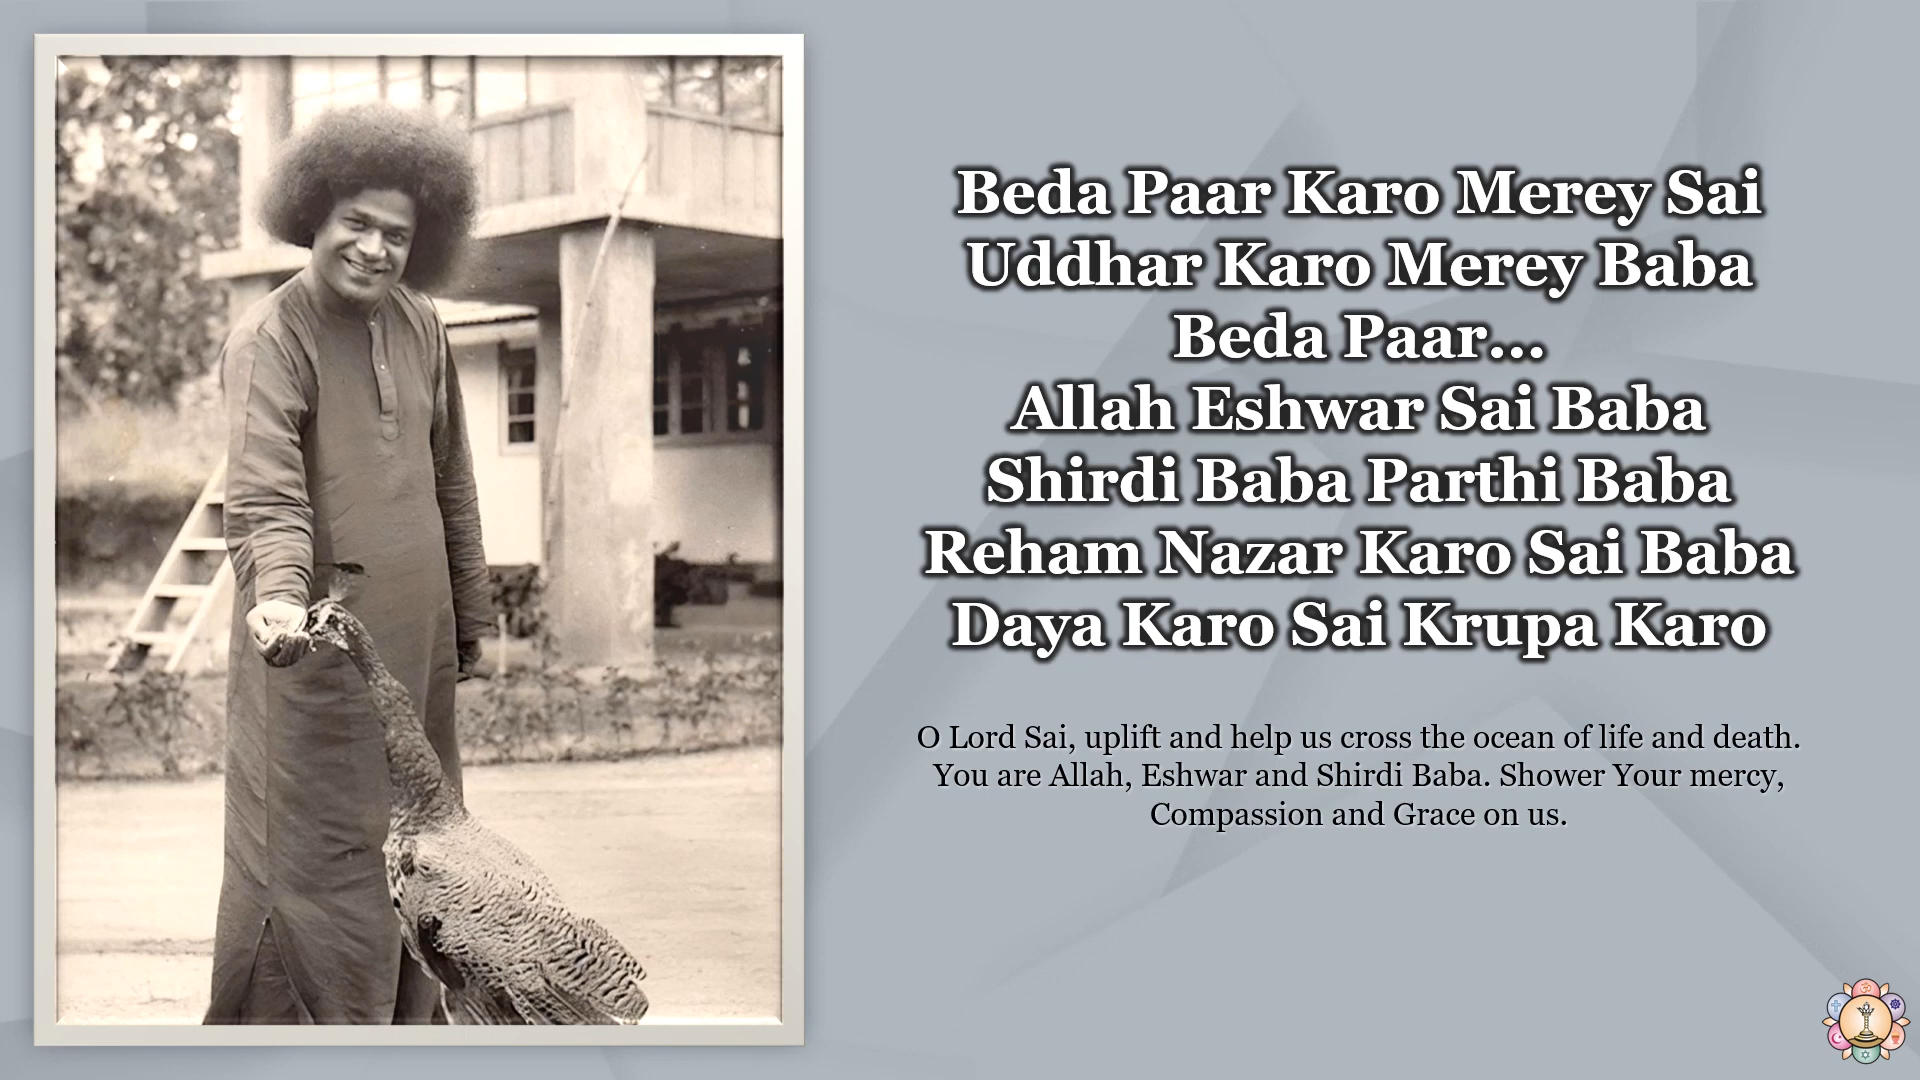 Beda Paar Karo Merey Sai
Uddhar Karo Merey Baba
Beda Paar...
Allah Eshwar Sai Baba
Shirdi Baba Parthi Baba
Reham Nazar Karo Sai Baba
Daya Karo Sai Krupa Karo
O Lord Sai, uplift and help us cross the ocean of life and death.
You are Allah, Eshwar and Shirdi Baba. Shower Your mercy,
Compassion and Grace on us.